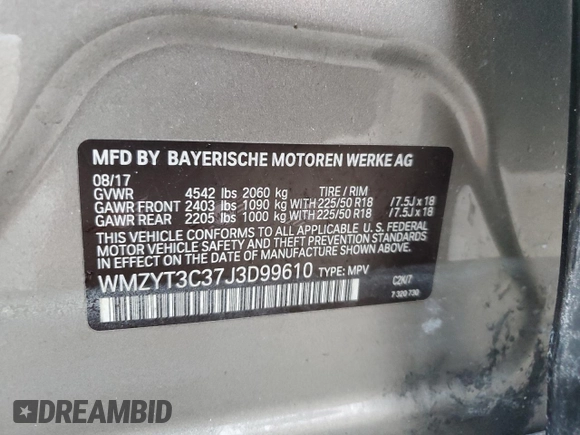 MFD BY BAYERISCHE MOTOREN WERKE AG
08/17
GVWR 4542 lbs 2060 kg TIRE / RIM
GAWR FRONT 2403 lbs 1090 kg WITH 225/50 R18 /7.5J x 18
GAWR REAR 2205 lbs 1000 kg WITH 225/50 R18 /7.5J x 18
THIS VEHICLE CONFORMS TO ALL APPLICABLE U.S. FEDERAL
MOTOR VEHICLE SAFETY AND THEFT PREVENTION STANDARDS
IN EFFECT ON THE DATE OF MANUFACTURE SHOWN ABOVE.
WMZYT3C37J3D99610 TYPE: MPV
C2K/7
7 320 730
DREAMBID